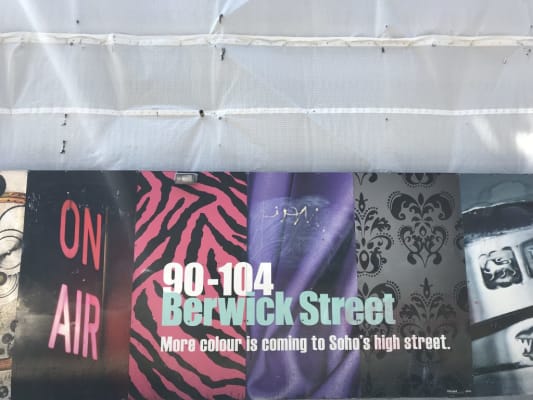 ON
AIR
90-104
Berwick Street
More colour is coming to Soho's high street.